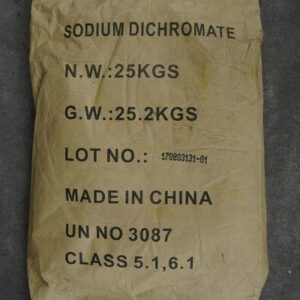 SODIUM DICHROMATE
N.W.:25KGS
G.W.:25.2KGS
LOT NO.: 170803131-01
MADE IN CHINA
UN NO 3087
CLASS 5.1,6.1